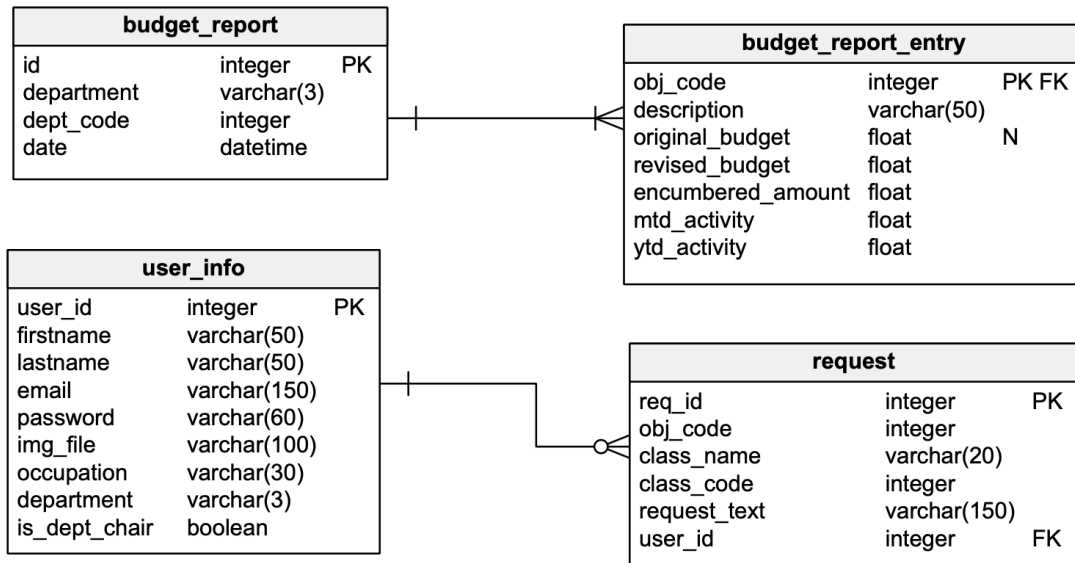 budget_report
id integer PK
department varchar(3)
dept_code integer
date datetime
budget_report_entry
obj_code integer PK FK
description varchar(50)
original_budget float N
revised_budget float
encumbered_amount float
mtd_activity float
ytd_activity float
user_info
user_id integer PK
firstname varchar(50)
lastname varchar(50)
email varchar(150)
password varchar(60)
img_file varchar(100)
occupation varchar(30)
department varchar(3)
is_dept_chair boolean
request
req_id integer PK
obj_code integer
class_name varchar(20)
class_code integer
request_text varchar(150)
user_id integer FK